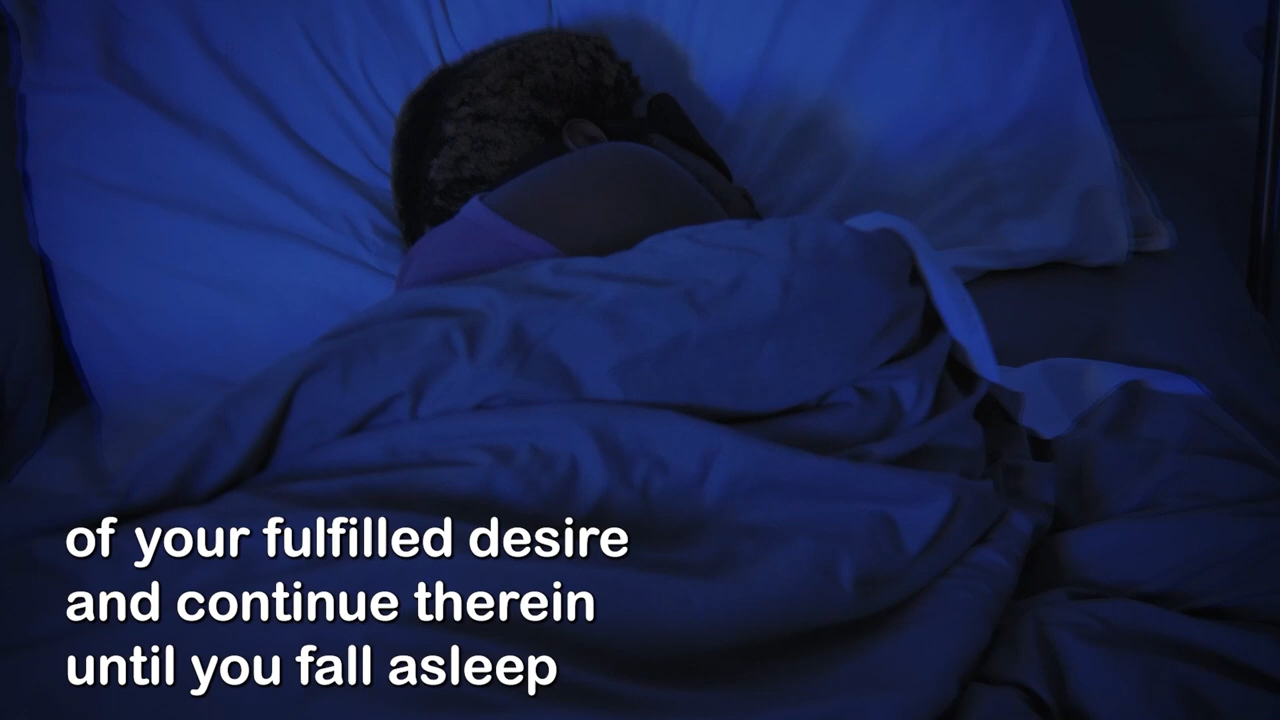 of your fulfilled desire
and continue therein
until you fall asleep